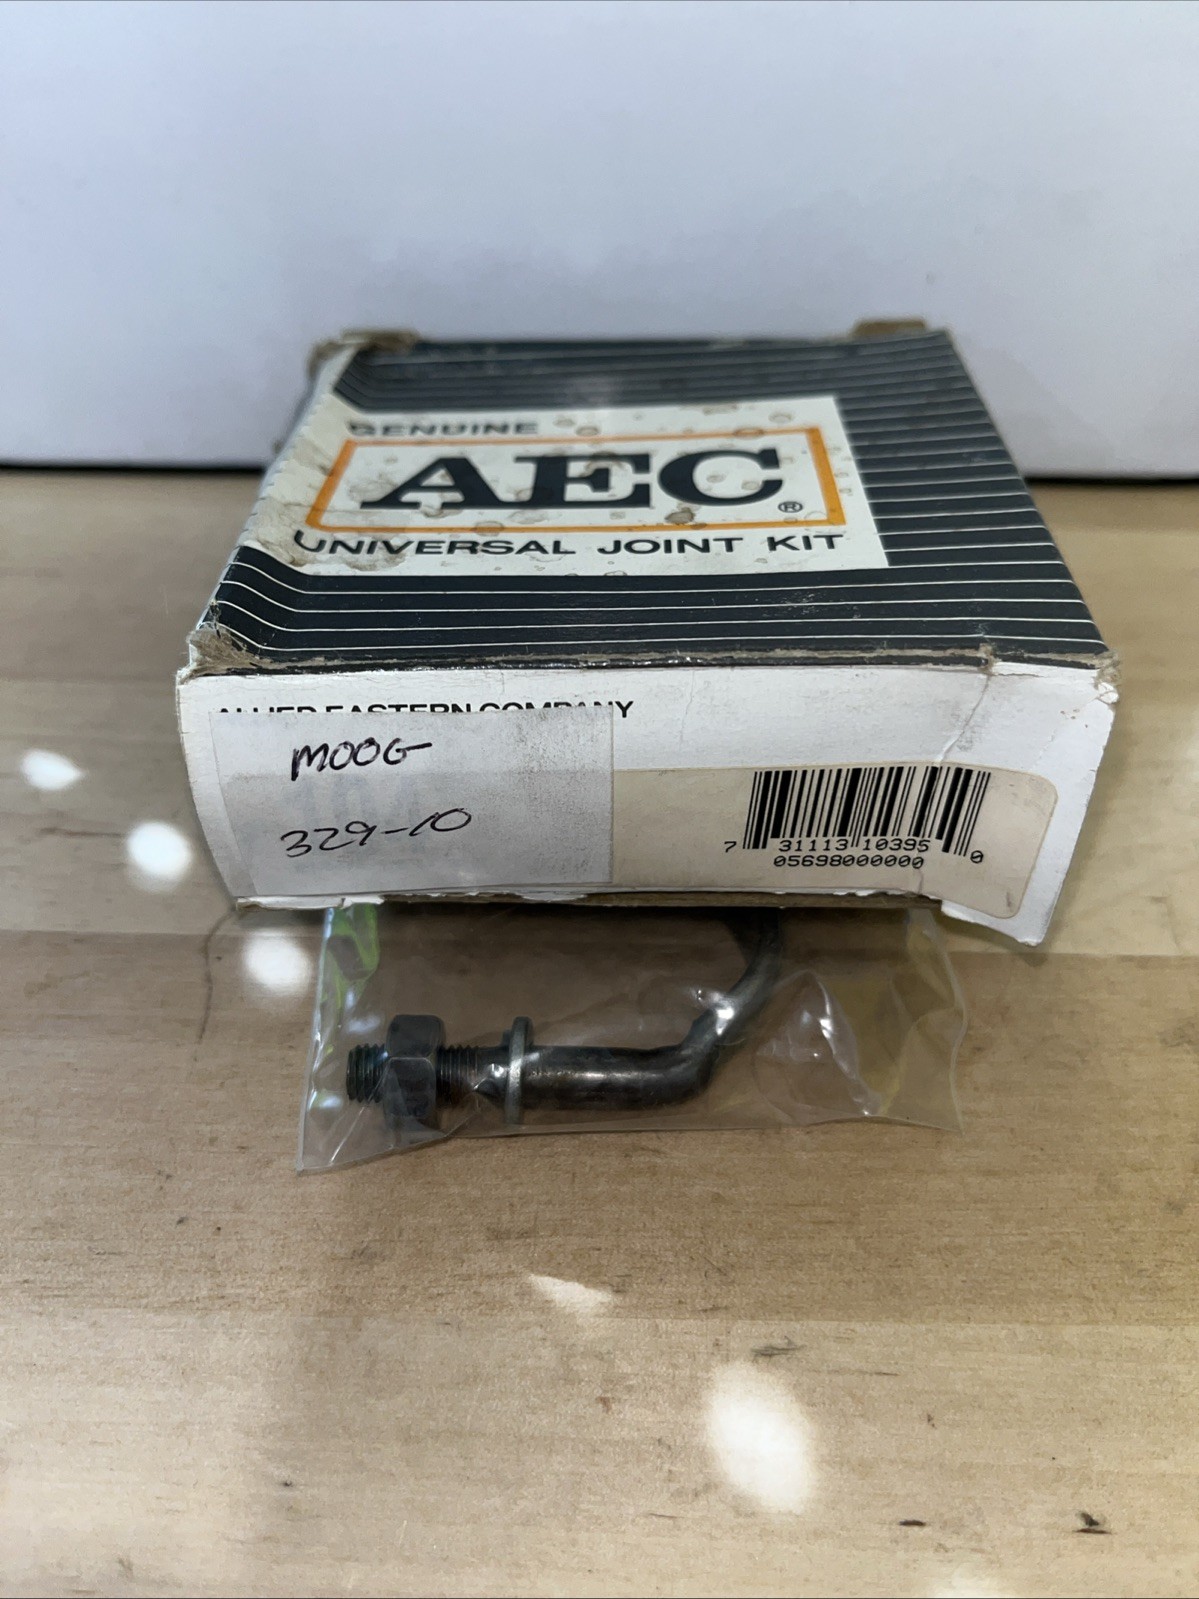 GENUINE
AEC®
UNIVERSAL JOINT KIT
ALLIED EASTERN COMPANY
MOOG
329-10
7 31113 10395 0
05698000000